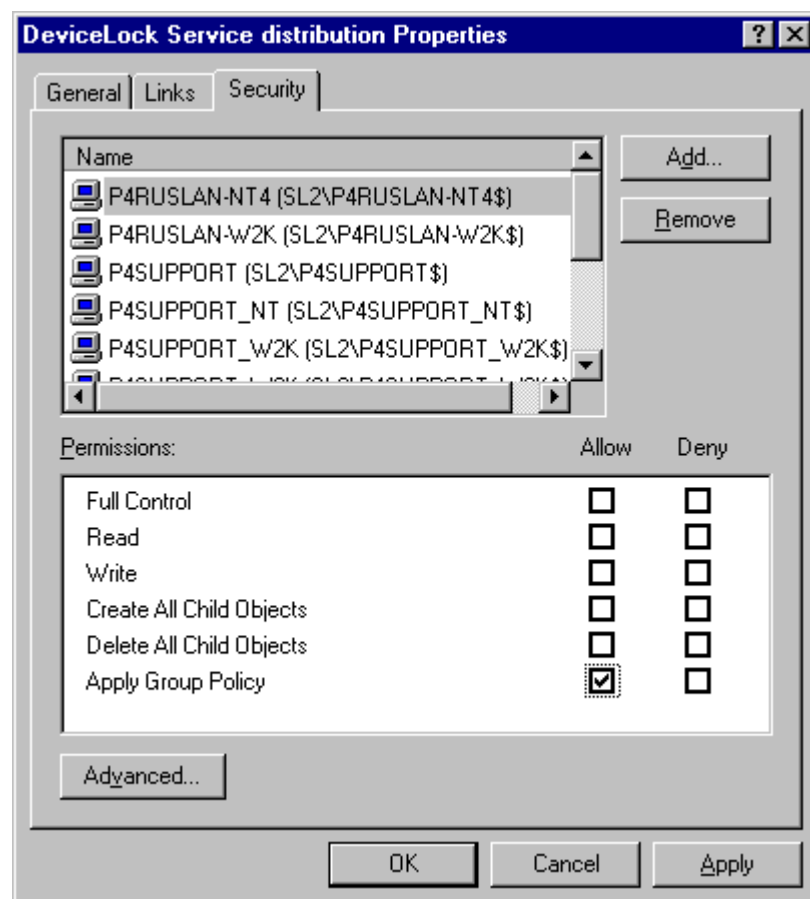 DeviceLock Service distribution Properties
General Links Security
Name
P4RUSLAN-NT4 (SL2\P4RUSLAN-NT4$)
P4RUSLAN-W2K (SL2\P4RUSLAN-W2K$)
P4SUPPORT (SL2\P4SUPPORT$)
P4SUPPORT_NT (SL2\P4SUPPORT_NT$)
P4SUPPORT_W2K (SL2\P4SUPPORT_W2K$)
Add...
Remove
Permissions: Allow Deny
Full Control
Read
Write
Create All Child Objects
Delete All Child Objects
Apply Group Policy
Advanced...
OK Cancel Apply